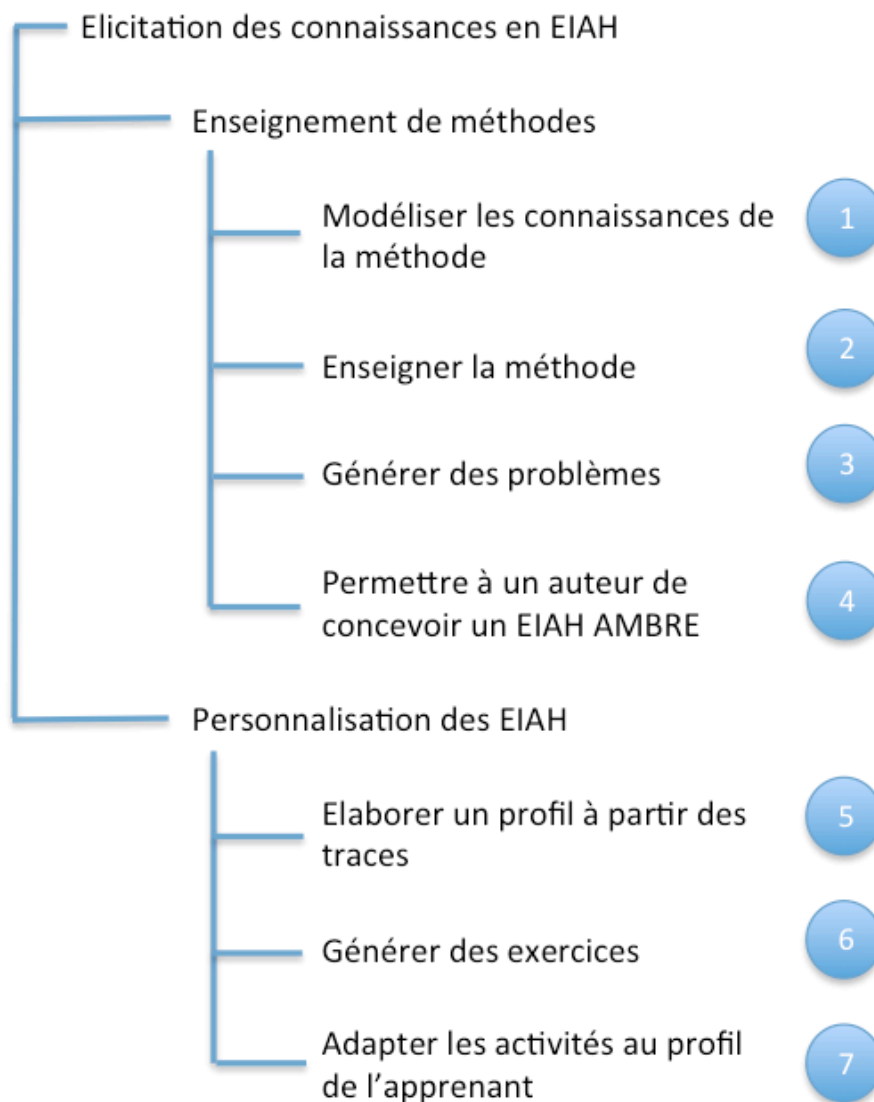 Elicitation des connaissances en EIAH
Enseignement de méthodes
Modéliser les connaissances de
la méthode
1
Enseigner la méthode
2
Générer des problèmes
3
Permettre à un auteur de
concevoir un EIAH AMBRE
4
Personnalisation des EIAH
Elaborer un profil à partir des
traces
5
Générer des exercices
6
Adapter les activités au profil
de l'apprenant
7